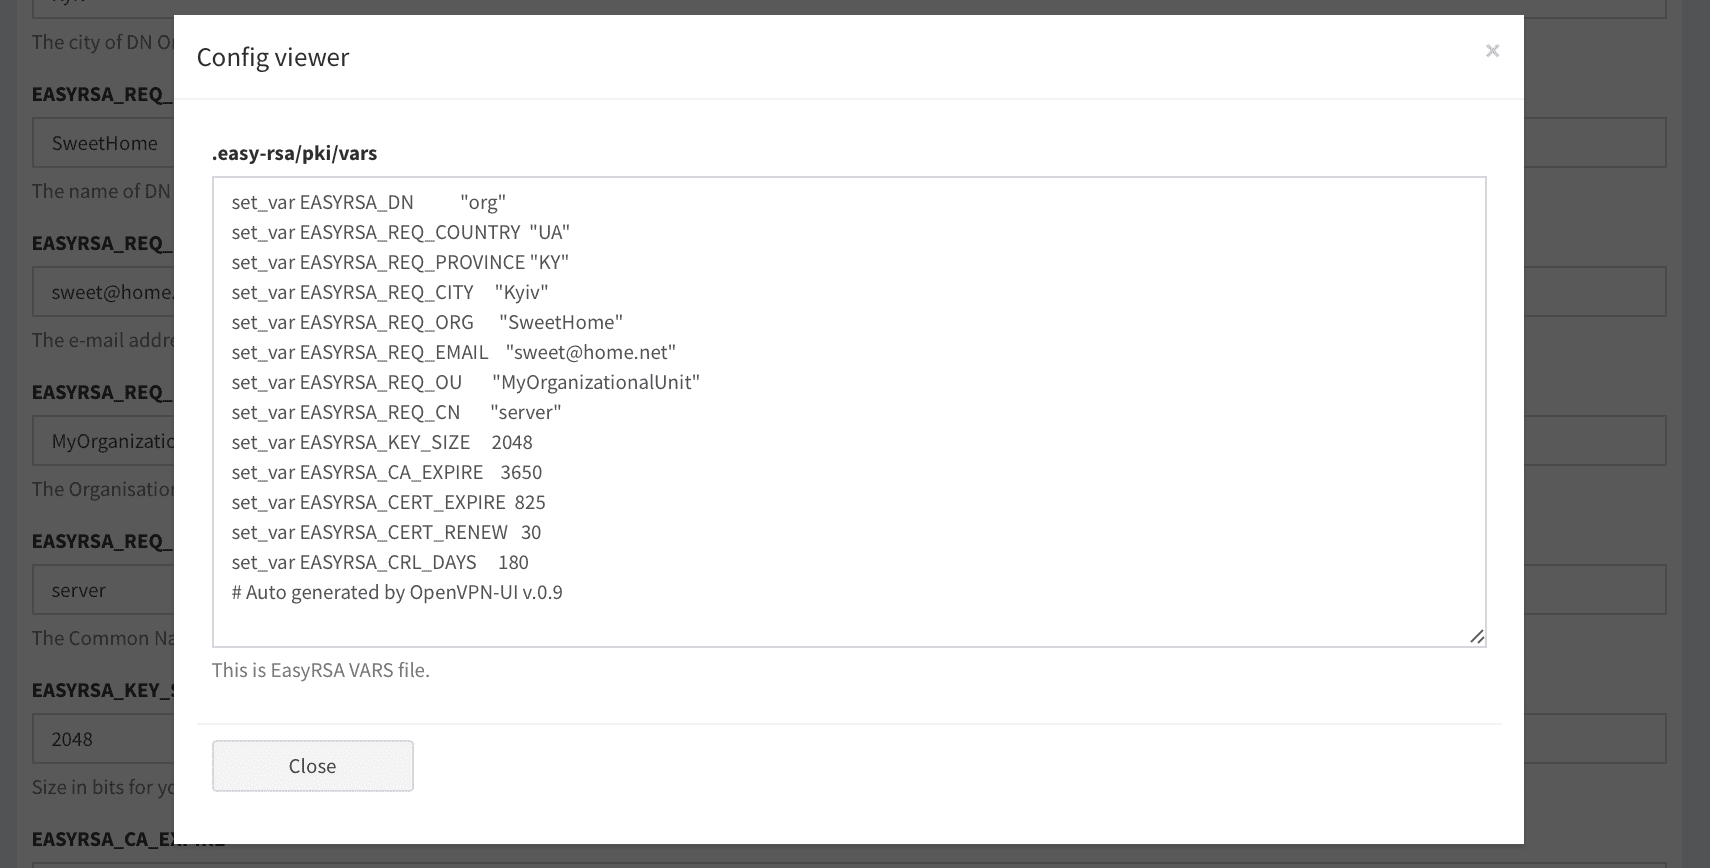 The city of DN O
Config viewer
×
EASYRSA_REQ_
SweetHome
The name of DN
EASYRSA_REQ_
sweet@home.
The e-mail addre
EASYRSA_REQ_
MyOrganizatio
The Organisation
EASYRSA_REQ_
server
The Common Na
EASYRSA_KEY_S
2048
Size in bits for yo
EASYRSA_CA_EXPIRE
.easy-rsa/pki/vars
set_var EASYRSA_DN "org"
set_var EASYRSA_REQ_COUNTRY "UA"
set_var EASYRSA_REQ_PROVINCE "KY"
set_var EASYRSA_REQ_CITY "Kyiv"
set_var EASYRSA_REQ_ORG "SweetHome"
set_var EASYRSA_REQ_EMAIL "sweet@home.net"
set_var EASYRSA_REQ_OU "MyOrganizationalUnit"
set_var EASYRSA_REQ_CN "server"
set_var EASYRSA_KEY_SIZE 2048
set_var EASYRSA_CA_EXPIRE 3650
set_var EASYRSA_CERT_EXPIRE 825
set_var EASYRSA_CERT_RENEW 30
set_var EASYRSA_CRL_DAYS 180
# Auto generated by OpenVPN-UI v.0.9
This is EasyRSA VARS file.
Close